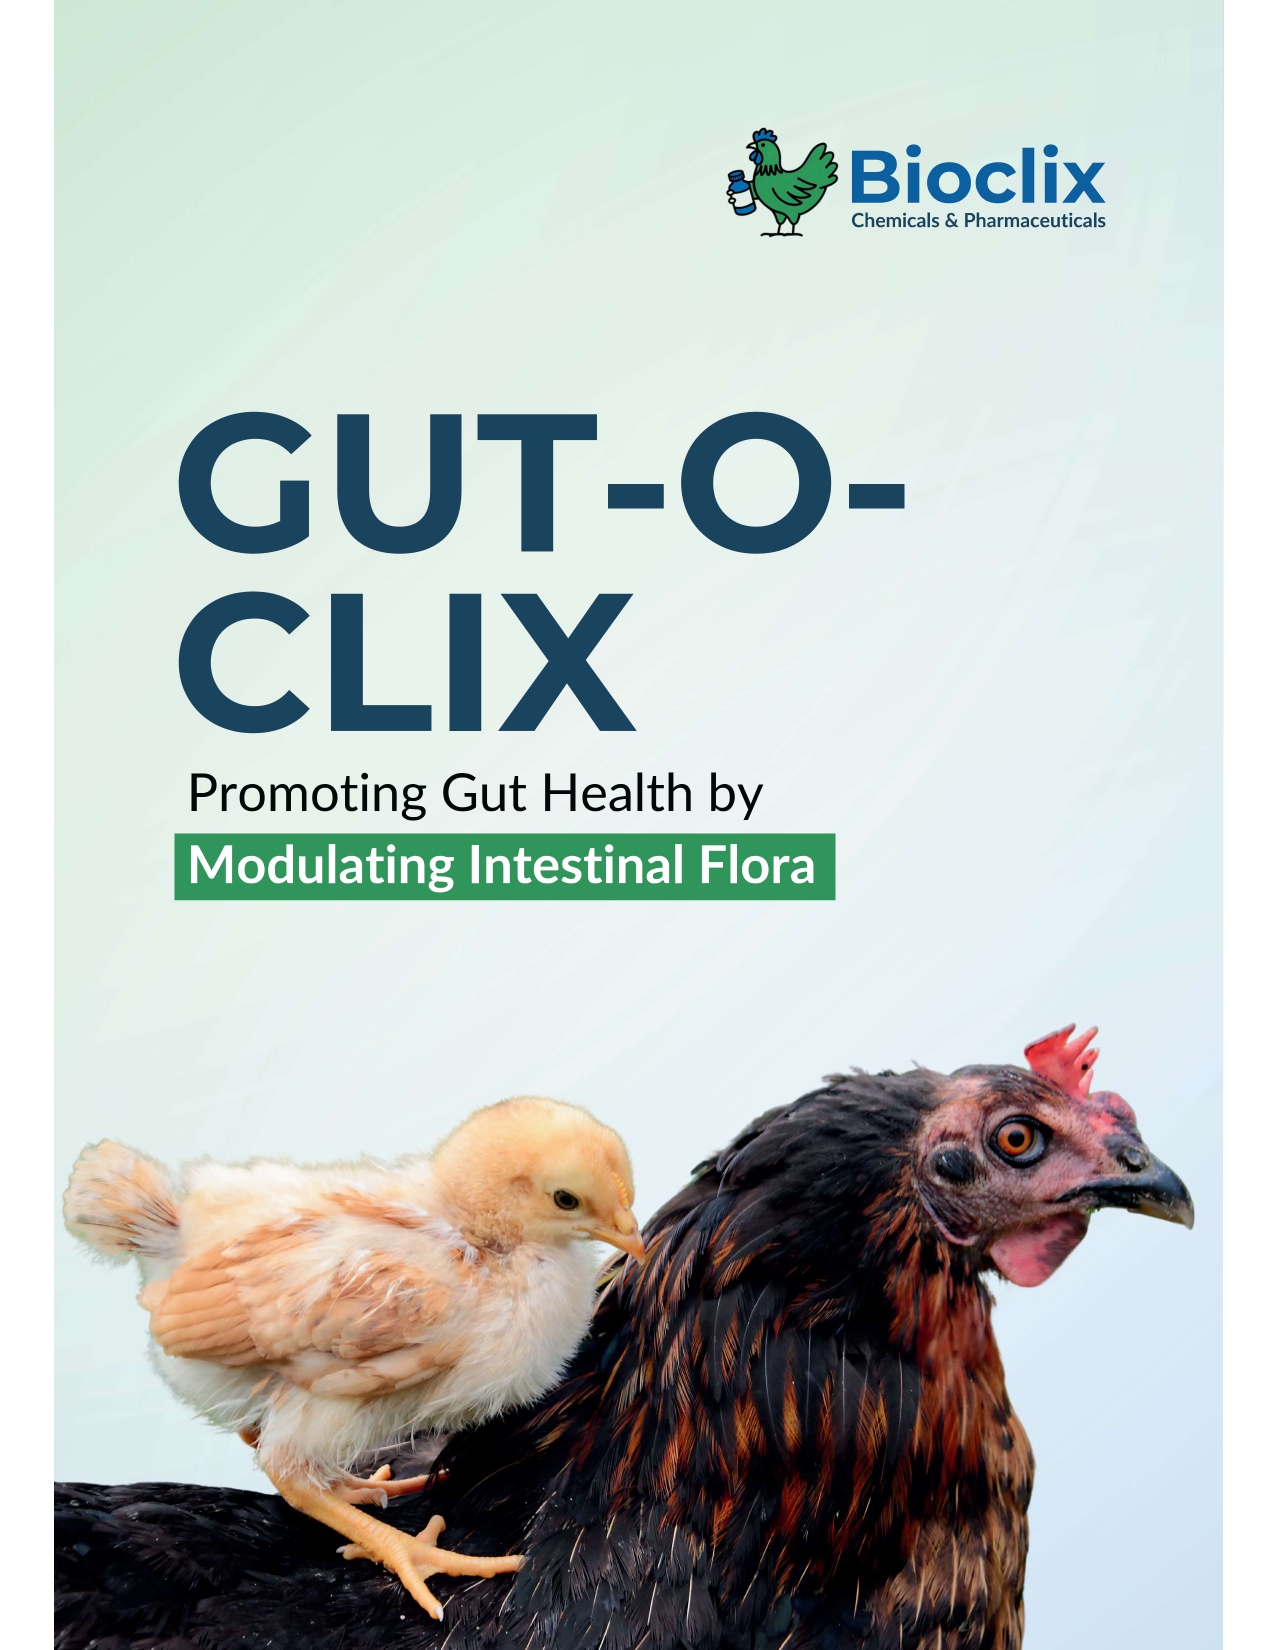 Bioclix
Chemicals & Pharmaceuticals
GUT-O-
CLIX
Promoting Gut Health by
Modulating Intestinal Flora